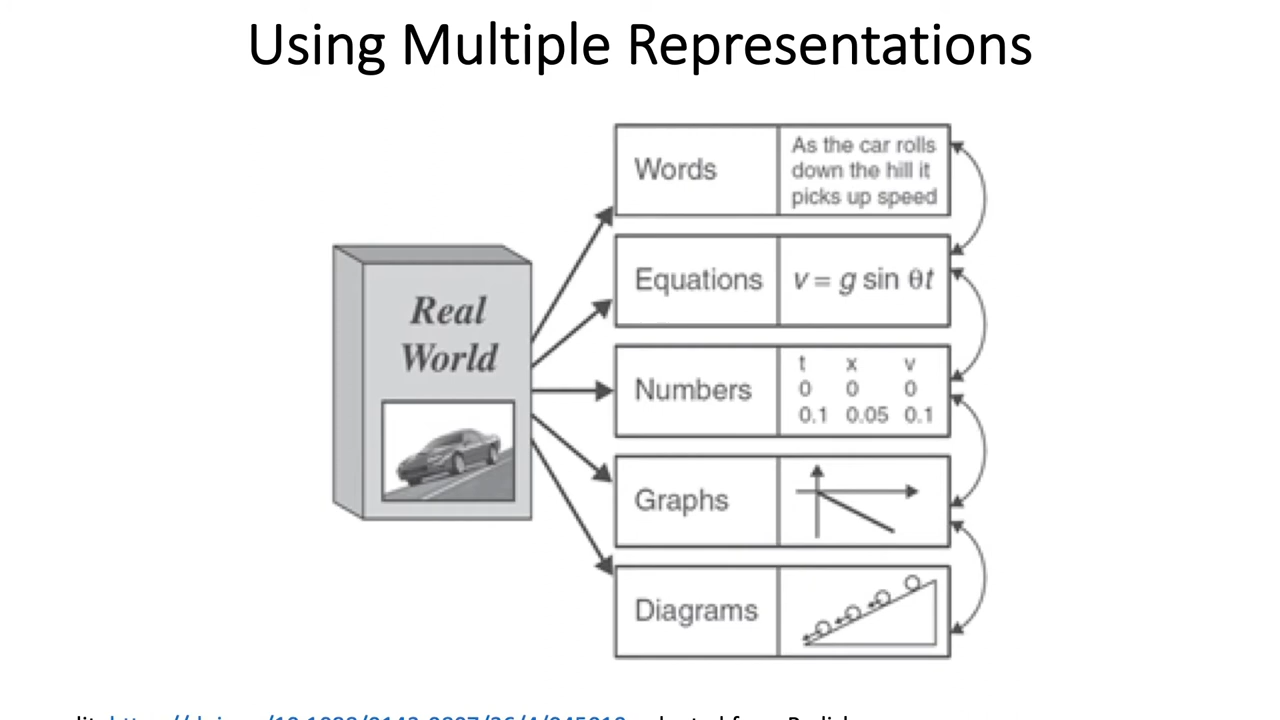 Using Multiple Representations
Real
World
Words
As the car rolls
down the hill it
picks up speed
Equations
v = g sin θt
Numbers
t x v
0 0 0
0.1 0.05 0.1
Graphs
Diagrams